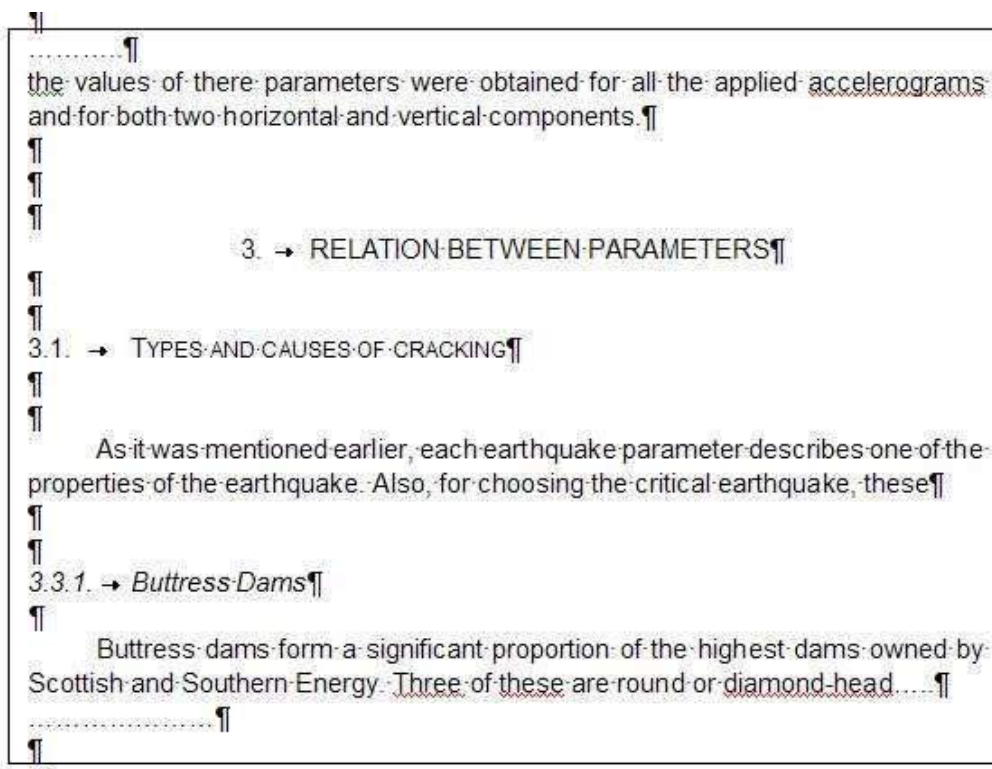 ¶
………..¶
the values of there parameters were obtained for all the applied accelerograms
and for both two horizontal and vertical components.¶
¶
¶
¶
3. → RELATION BETWEEN PARAMETERS¶
¶
¶
3.1. → TYPES AND CAUSES OF CRACKING¶
¶
¶
As it was mentioned earlier, each earthquake parameter describes one of the
properties of the earthquake. Also, for choosing the critical earthquake, these¶
¶
¶
3.3.1. → Buttress Dams¶
¶
Buttress dams form a significant proportion of the highest dams owned by
Scottish and Southern Energy. Three of these are round or diamond-head…..¶
………………….¶
¶